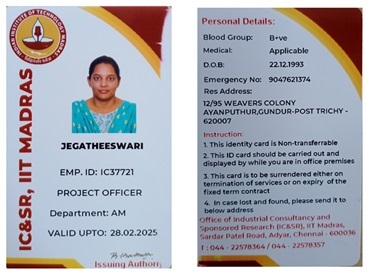 IC&SR, IIT MADRAS
JEGATHEESWARI
EMP. ID: IC37721
PROJECT OFFICER
Department: AM
VALID UPTO: 28.02.2025
Issuing Authority
Personal Details:
Blood Group: B+ve
Medical: Applicable
D.O.B: 22.12.1993
Emergency No: 9047621374
Res Address:
12/95 WEAVERS COLONY
AYANPUTHUR,GUNDUR-POST TRICHY -
620007
Instruction:
1. This identity card is Non-transferrable
2. This ID card should be carried out and
displayed by while you are in office premises
3. This card is to be surrendered either on
termination of services or on expiry of the
fixed term contract
4. In case lost and found, please send it to
below address
Office of Industrial Consultancy and
Sponsored Research (IC&SR), IIT Madras,
Sardar Patel Road, Adyar, Chennai - 600036
T : 044 - 22578364 / 044 - 22578357